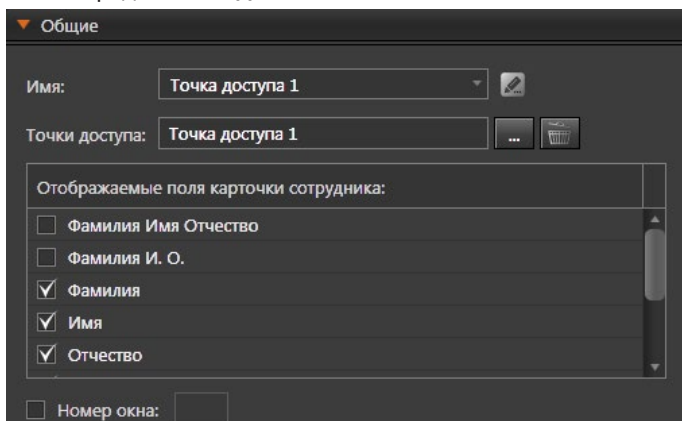 Общие
Имя: Точка доступа 1
Точки доступа: Точка доступа 1 ...
Отображаемые поля карточки сотрудника:
Фамилия Имя Отчество
Фамилия И. О.
Фамилия
Имя
Отчество
Номер окна: